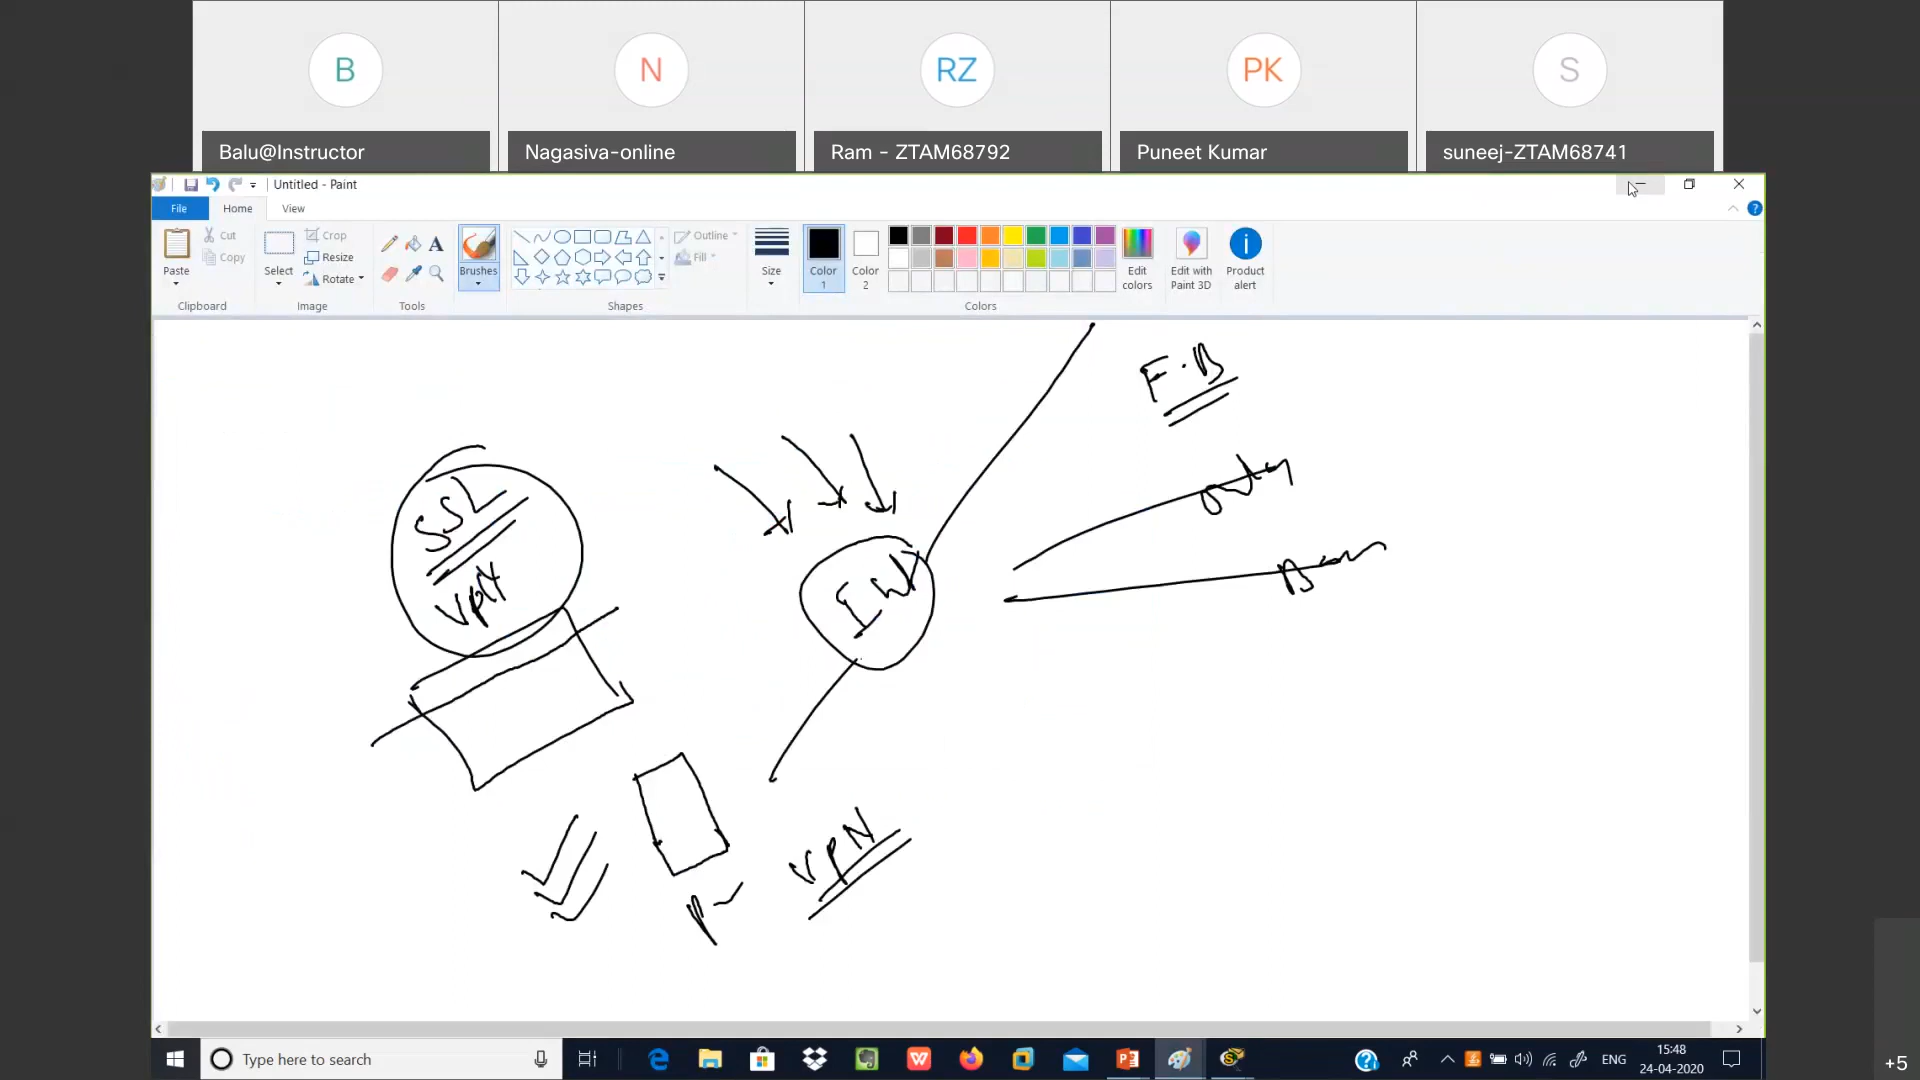 B
N
RZ
PK
S
Balu@Instructor
Nagasiva-online
Ram - ZTAM68792
Puneet Kumar
suneej-ZTAM68741
Untitled - Paint
File
Home
View
Paste
Cut
Copy
Clipboard
Select
Crop
Resize
Rotate
Image
A
Tools
Brushes
Outline
Fill
Shapes
Size
Color
1
Color
2
Edit
colors
Colors
Edit with
Paint 3D
Product
alert
F.B
SSL
VPN
VPN
Type here to search
ENG
15:48
24-04-2020
+5